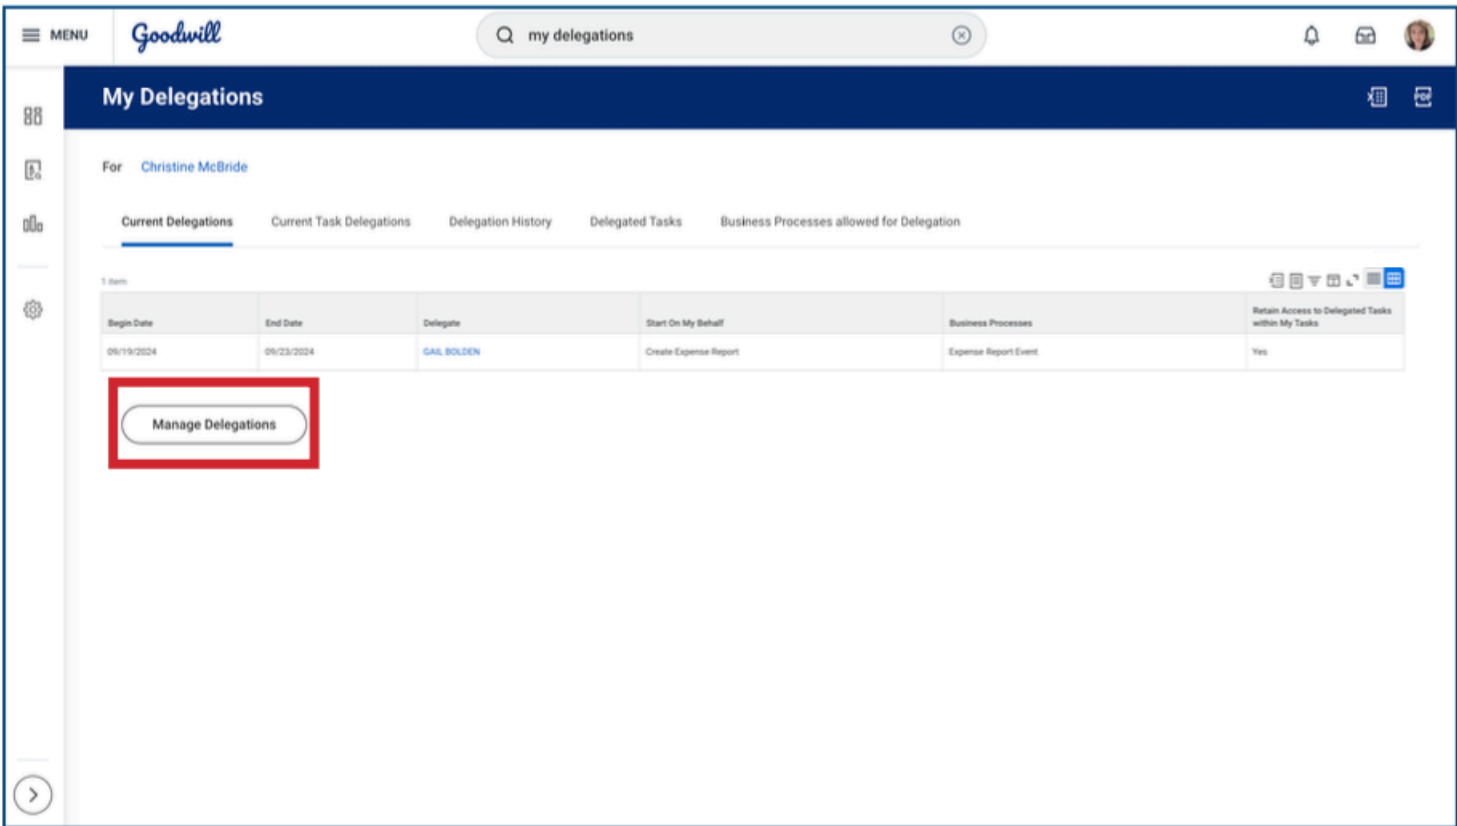 MENU
Goodwill
my delegations
My Delegations
PDF
For Christine McBride
Current Delegations Current Task Delegations Delegation History Delegated Tasks Business Processes allowed for Delegation
1 item
Begin Date End Date Delegate Start On My Behalf Business Processes Retain Access to Delegated Tasks within My Tasks
09/19/2024 09/23/2024 GAIL BOLDEN Create Expense Report Expense Report Event Yes
Manage Delegations